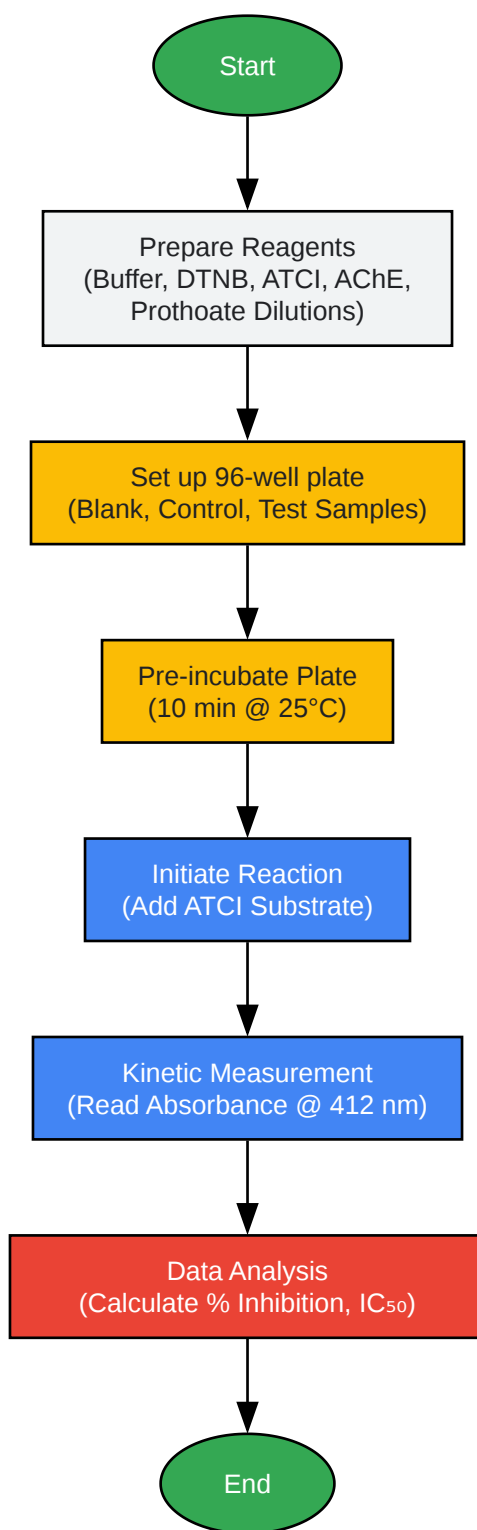 Start
Prepare Reagents
(Buffer, DTNB, ATCI, AChE,
Prothoate Dilutions)
Set up 96-well plate
(Blank, Control, Test Samples)
Pre-incubate Plate
(10 min @ 25°C)
Initiate Reaction
(Add ATCI Substrate)
Kinetic Measurement
(Read Absorbance @ 412 nm)
Data Analysis
(Calculate % Inhibition, IC₅₀)
End